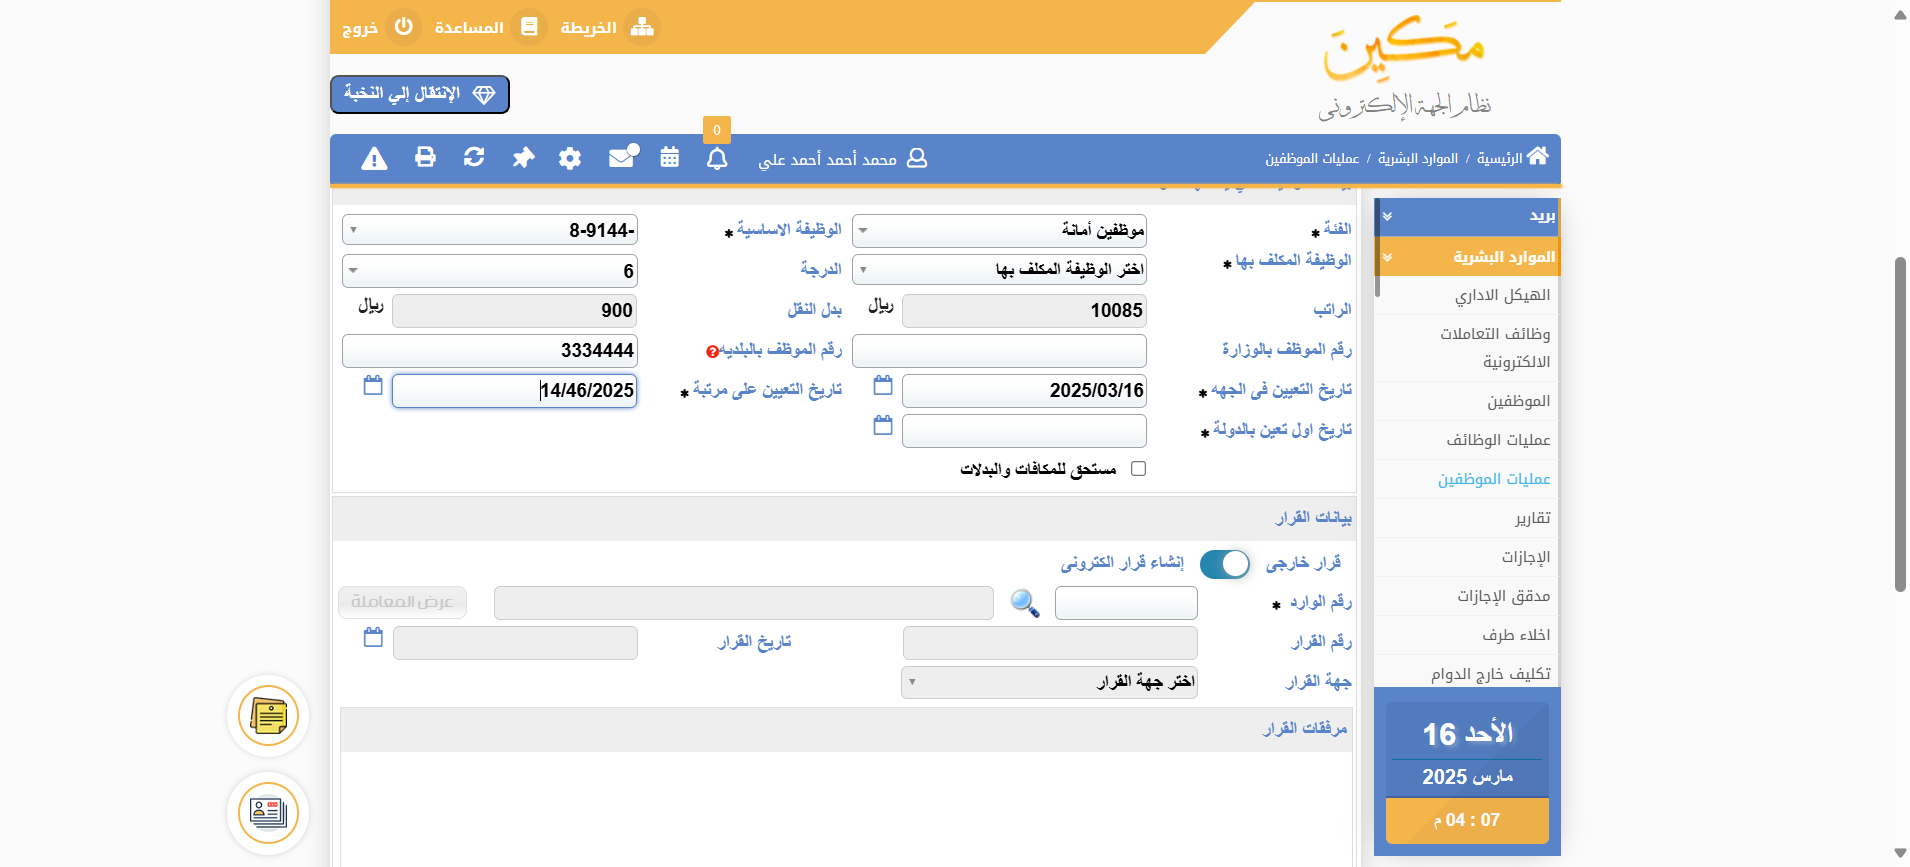 الخريطة
المساعدة
خروج
مكين
نظام الجهة الإلكترونى
الإنتقال إلي النخبة
الرئيسية / الموارد البشرية / عمليات الموظفين
محمد أحمد أحمد علي
0
بريد
الموارد البشرية
الهيكل الاداري
وظائف التعاملات
الالكترونية
الموظفين
عمليات الوظائف
عمليات الموظفين
تقارير
الإجازات
مدقق الإجازات
اخلاء طرف
تكليف خارج الدوام
الأحد 16
مارس 2025
04 : 07 م
الفئة * موظفين أمانة
الوظيفة الاساسية * 8-9144-
الوظيفة المكلف بها * اختر الوظيفة المكلف بها
الدرجة 6
الراتب 10085 ريال
بدل النقل 900 ريال
رقم الموظف بالوزارة
رقم الموظف بالبلديه 3334444
تاريخ التعيين فى الجهه * 2025/03/16
تاريخ التعيين على مرتبة * 14/46/2025
تاريخ اول تعين بالدولة *
مستحق للمكافات والبدلات
بيانات القرار
قرار خارجى
إنشاء قرار الكترونى
رقم الوارد *
عرض المعاملة
رقم القرار
تاريخ القرار
جهة القرار اختر جهة القرار
مرفقات القرار